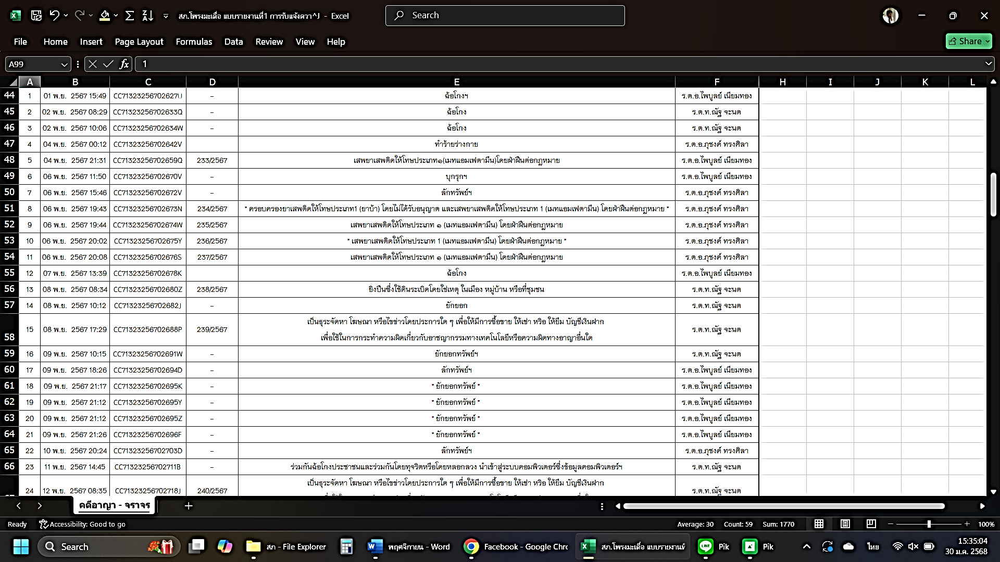 สภ.โพรงมะเดื่อ แบบรายงานที่1 การรับแจ้งควา^J - Excel
Search
File Home Insert Page Layout Formulas Data Review View Help
Share
A99 fx 1
A B C D E F H I J K L
44 1 01 พ.ย. 2567 15:49 CC71323256702627U - ฉ้อโกงฯ ร.ต.อ.ไพบูลย์ เนียมทอง
45 2 02 พ.ย. 2567 08:29 CC71323256702633Q - ฉ้อโกง ร.ต.ท.ณัฐ จะนต
46 3 02 พ.ย. 2567 10:06 CC71323256702634W - ฉ้อโกง ร.ต.ท.ณัฐ จะนต
47 4 04 พ.ย. 2567 00:12 CC71323256702642V ทำร้ายร่างกาย ร.ต.อ.ภุชงค์ ทรงศิลา
48 5 04 พ.ย. 2567 21:31 CC71323256702659Q 233/2567 เสพยาเสพติดให้โทษประเภท๑(เมทแอมเฟตามีน)โดยฝ่าฝืนต่อกฎหมาย ร.ต.อ.ไพบูลย์ เนียมทอง
49 6 06 พ.ย. 2567 11:50 CC71323256702670V - บุกรุกฯ ร.ต.อ.ไพบูลย์ เนียมทอง
50 7 06 พ.ย. 2567 15:46 CC71323256702672V - ลักทรัพย์ฯ ร.ต.อ.ภุชงค์ ทรงศิลา
51 8 06 พ.ย. 2567 19:43 CC71323256702673N 234/2567 " ครอบครองยาเสพติดให้โทษประเภท1 (ยาบ้า) โดยไม่ได้รับอนุญาต และเสพยาเสพติดให้โทษประเภท 1 (เมทแอมเฟตามีน) โดยฝ่าฝืนต่อกฎหมาย " ร.ต.อ.ภุชงค์ ทรงศิลา
52 9 06 พ.ย. 2567 19:44 CC71323256702674W 235/2567 เสพยาเสพติดให้โทษประเภท ๑ (เมทแอมเฟตามีน) โดยฝ่าฝืนต่อกฎหมาย ร.ต.อ.ภุชงค์ ทรงศิลา
53 10 06 พ.ย. 2567 20:02 CC71323256702675Y 236/2567 " เสพยาเสพติดให้โทษประเภท 1 (เมทแอมเฟตามีน) โดยฝ่าฝืนต่อกฎหมาย " ร.ต.อ.ภุชงค์ ทรงศิลา
54 11 06 พ.ย. 2567 20:08 CC71323256702676S 237/2567 เสพยาเสพติดให้โทษประเภท ๑ (เมทแอมเฟตามีน) โดยฝ่าฝืนต่อกฎหมาย ร.ต.อ.ภุชงค์ ทรงศิลา
55 12 07 พ.ย. 2567 13:39 CC71323256702678K ฉ้อโกง ร.ต.อ.ไพบูลย์ เนียมทอง
56 13 08 พ.ย. 2567 08:34 CC71323256702680Z 238/2567 ยิงปืนซึ่งใช้ดินระเบิดโดยใช่เหตุ ในเมือง หมู่บ้าน หรือที่ชุมชน ร.ต.ท.ณัฐ จะนต
57 14 08 พ.ย. 2567 10:12 CC71323256702682J - ยักยอก ร.ต.ท.ณัฐ จะนต
58 15 08 พ.ย. 2567 17:29 CC71323256702688P 239/2567 เป็นธุระจัดหา โฆษณา หรือไขข่าวโดยประการใด ๆ เพื่อให้มีการซื้อขาย ให้เช่า หรือ ให้ยืม บัญชีเงินฝาก
เพื่อใช้ในการกระทำความผิดเกี่ยวกับอาชญากรรมทางเทคโนโลยีหรือความผิดทางอาญาอื่นใด ร.ต.ท.ณัฐ จะนต
59 16 09 พ.ย. 2567 10:15 CC71323256702691W - ยักยอกทรัพย์ฯ ร.ต.ท.ณัฐ จะนต
60 17 09 พ.ย. 2567 18:26 CC71323256702694D - ลักทรัพย์ฯ ร.ต.อ.ไพบูลย์ เนียมทอง
61 18 09 พ.ย. 2567 21:17 CC71323256702695K - " ยักยอกทรัพย์ " ร.ต.อ.ไพบูลย์ เนียมทอง
62 19 09 พ.ย. 2567 21:12 CC71323256702695Y - " ยักยอกทรัพย์ " ร.ต.อ.ไพบูลย์ เนียมทอง
63 20 09 พ.ย. 2567 21:12 CC71323256702695Z - " ยักยอกทรัพย์ " ร.ต.อ.ไพบูลย์ เนียมทอง
64 21 09 พ.ย. 2567 21:26 CC71323256702696F - " ยักยอกทรัพย์ " ร.ต.อ.ไพบูลย์ เนียมทอง
65 22 10 พ.ย. 2567 20:24 CC71323256702703D - ลักทรัพย์ฯ ร.ต.อ.ภุชงค์ ทรงศิลา
66 23 11 พ.ย. 2567 14:45 CC71323256702711B - ร่วมกันฉ้อโกงประชาชนและร่วมกันโดยทุจริตหรือโดยหลอกลวง นำเข้าสู่ระบบคอมพิวเตอร์ซึ่งข้อมูลคอมพิวเตอร์ฯ ร.ต.ท.ณัฐ จะนต
24 12 พ.ย. 2567 08:35 CC71323256702718J 240/2567 เป็นธุระจัดหา โฆษณา หรือไขข่าวโดยประการใด ๆ เพื่อให้มีการซื้อขาย ให้เช่า หรือ ให้ยืม บัญชีเงินฝาก ร.ต.ท.ณัฐ จะนต
คดีอาญา - จราจร
Ready Accessibility: Good to go Average: 30 Count: 59 Sum: 1770 100%
Search สภ - File Explorer พฤศจิกายน - Word Facebook - Google Chrc สภ.โพรงมะเดื่อ แบบรายงานที่ Pik Pik ไทย 15:35:04
30 ม.ค. 2568